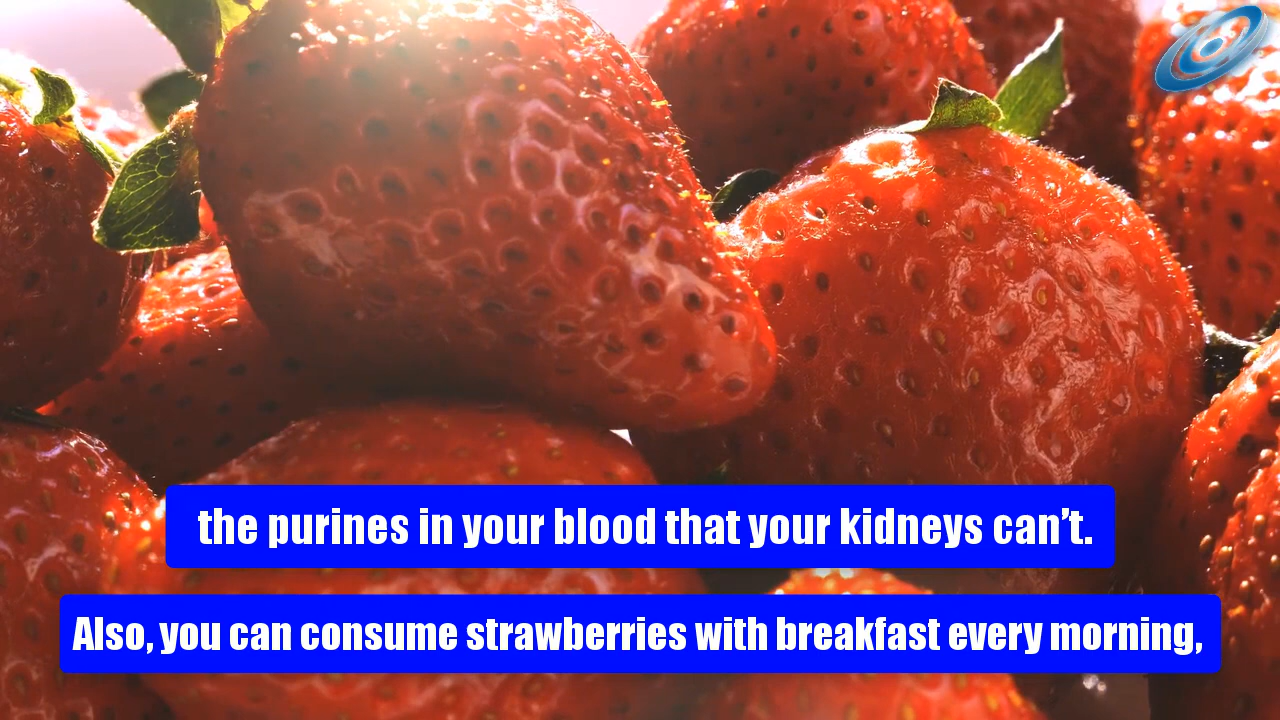 the purines in your blood that your kidneys can’t.
Also, you can consume strawberries with breakfast every morning,